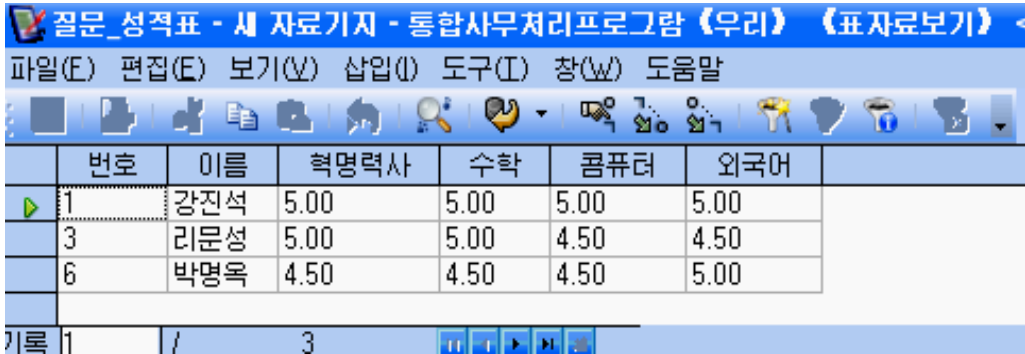 질문_성적표 - 새 자료기지 - 통합사무처리프로그람《우리》 《표자료보기》 <
파일(F) 편집(E) 보기(V) 삽입(I) 도구(T) 창(W) 도움말
번호 이름 혁명력사 수학 콤퓨터 외국어
1 강진석 5.00 5.00 5.00 5.00
3 리문성 5.00 5.00 4.50 4.50
6 박명옥 4.50 4.50 4.50 5.00
기록 1 / 3